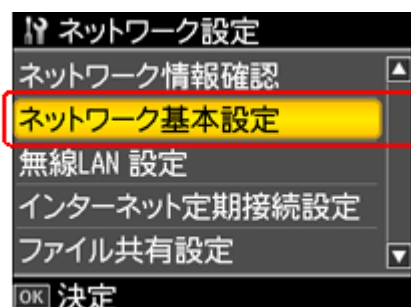 ネットワーク設定
ネットワーク情報確認
ネットワーク基本設定
無線LAN 設定
インターネット定期接続設定
ファイル共有設定
OK 決定